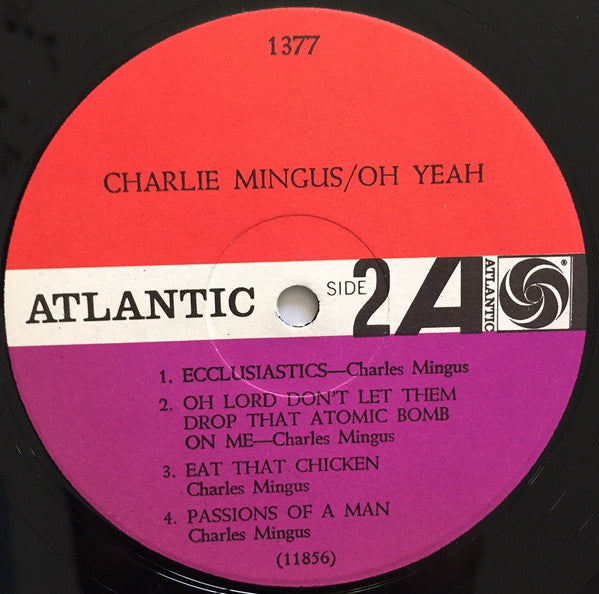 1377
CHARLIE MINGUS/OH YEAH
ATLANTIC
SIDE 2
A
ATLANTIC
®
1. ECCLUSIASTICS—Charles Mingus
2. OH LORD DON'T LET THEM
DROP THAT ATOMIC BOMB
ON ME—Charles Mingus
3. EAT THAT CHICKEN
Charles Mingus
4. PASSIONS OF A MAN
Charles Mingus
(11856)